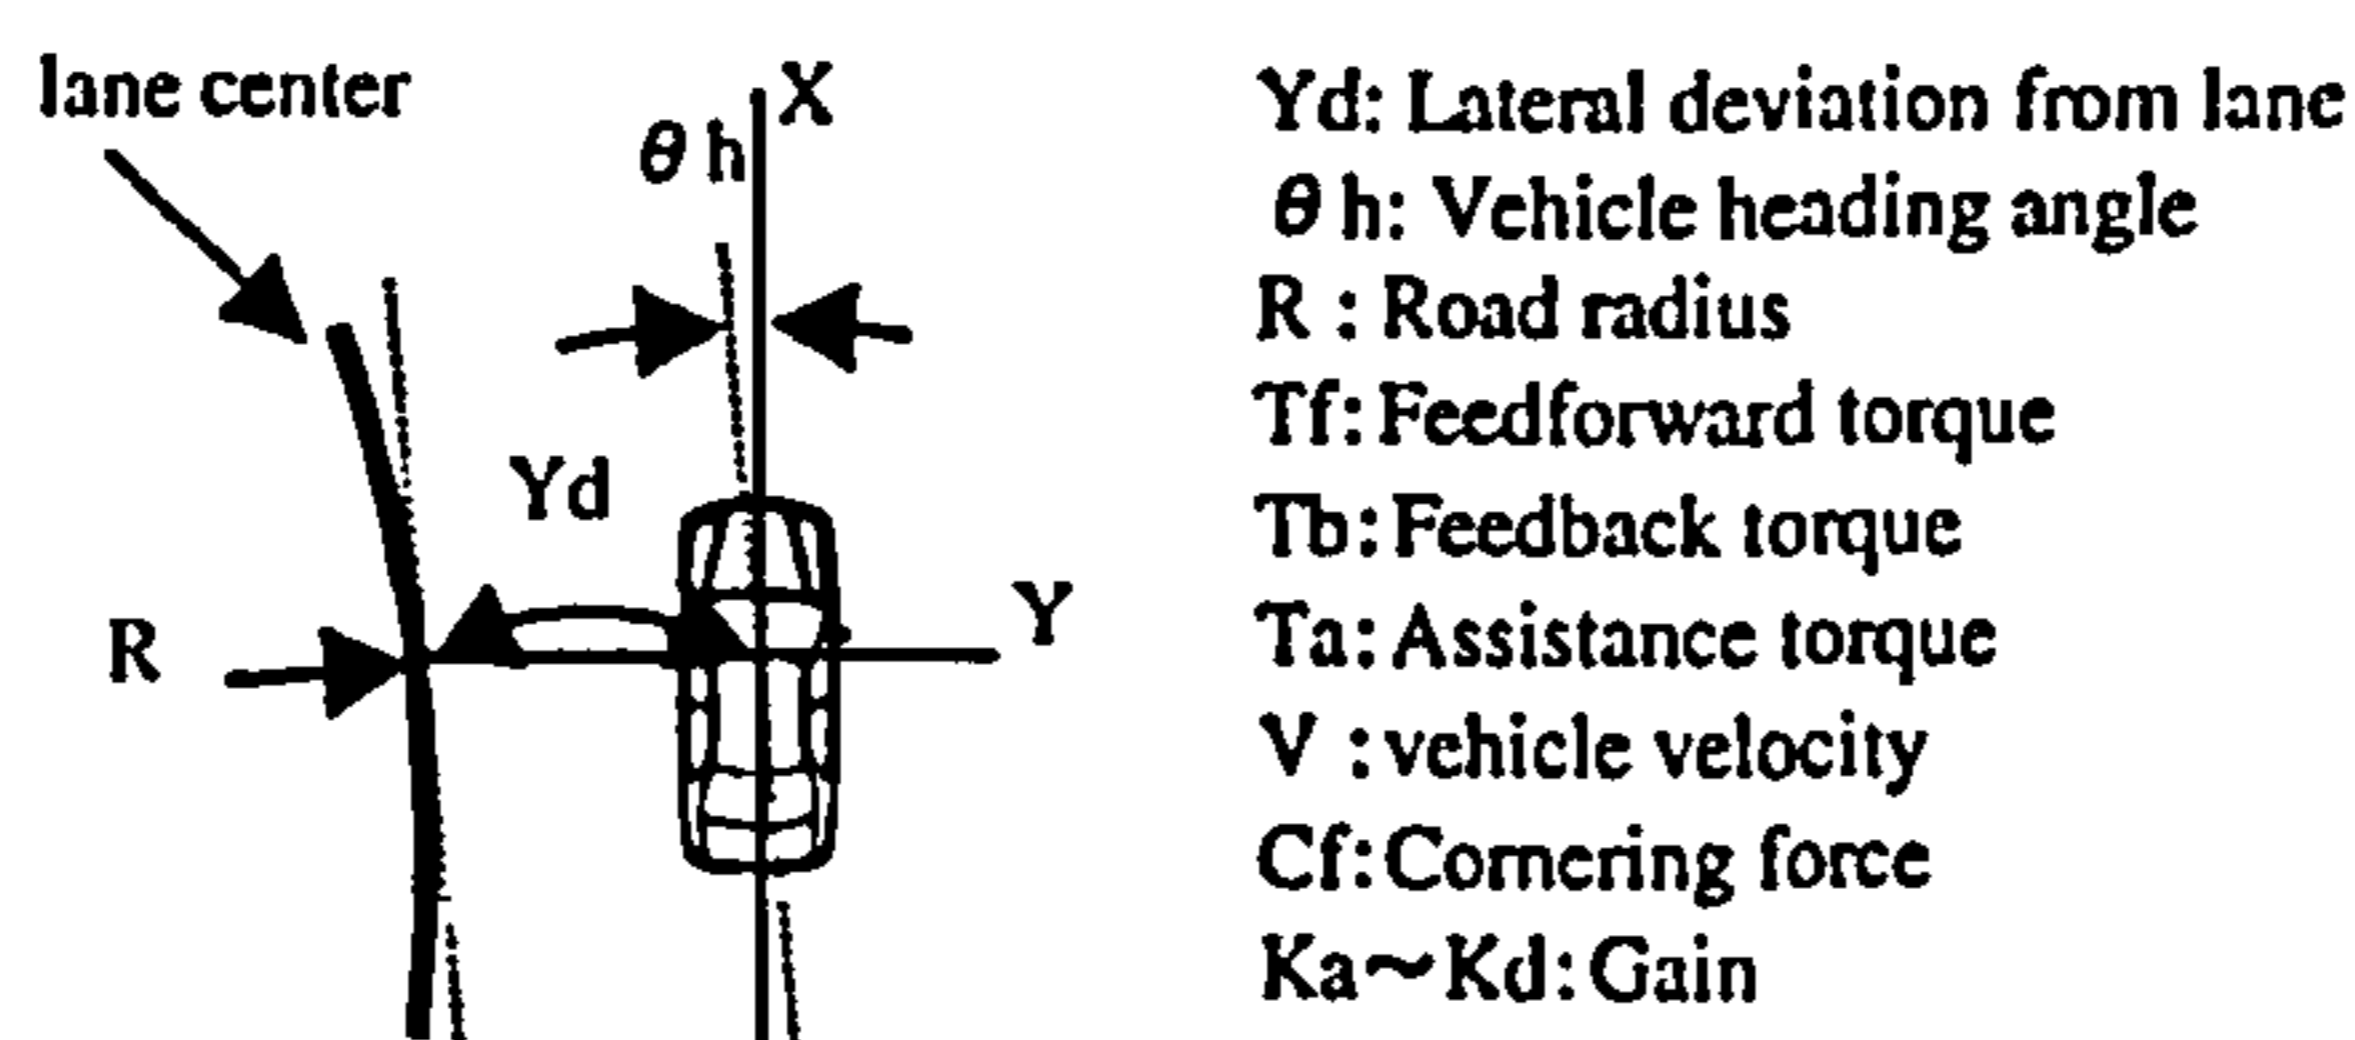 lane center
X
θ h
Yd
R
Y
Yd: Lateral deviation from lane
θ h: Vehicle heading angle
R : Road radius
Tf: Feedforward torque
Tb: Feedback torque
Ta: Assistance torque
V : vehicle velocity
Cf: Cornering force
Ka~Kd: Gain